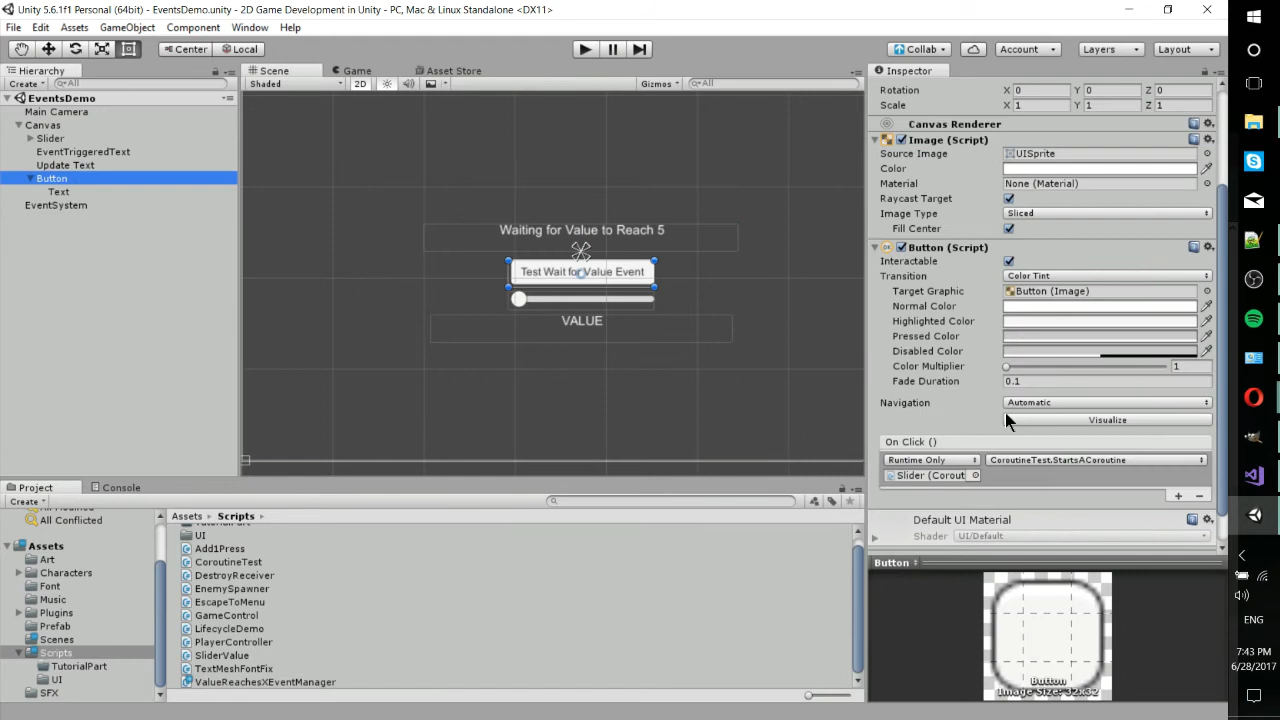 Unity 5.6.1f1 Personal (64bit) - EventsDemo.unity - 2D Game Development in Unity - PC, Mac & Linux Standalone <DX11>
File Edit Assets GameObject Component Window Help
Center Local Collab Account Layers Layout
Hierarchy
Create All
EventsDemo
Main Camera
Canvas
Slider
EventTriggeredText
Update Text
Button
Text
EventSystem
Scene Game Asset Store
Shaded 2D Gizmos All
Waiting for Value to Reach 5
Test Wait for Value Event
VALUE
Inspector
Rotation X 0 Y 0 Z 0
Scale X 1 Y 1 Z 1
Canvas Renderer
Image (Script)
Source Image UISprite
Color
Material None (Material)
Raycast Target
Image Type Sliced
Fill Center
Button (Script)
Interactable
Transition Color Tint
Target Graphic Button (Image)
Normal Color
Highlighted Color
Pressed Color
Disabled Color
Color Multiplier 1
Fade Duration 0.1
Navigation Automatic
Visualize
On Click ()
Runtime Only CoroutineTest.StartsACoroutine
Slider (Corout
Default UI Material
Shader UI/Default
Button
Button
Image Size: 32x32
Project Console
Create
All Modified
All Conflicted
Assets
Art
Characters
Font
Music
Plugins
Prefab
Scenes
Scripts
TutorialPart
UI
SFX
Assets Scripts
TutorialPart
UI
Add1Press
CoroutineTest
DestroyReceiver
EnemySpawner
EscapeToMenu
GameControl
LifecycleDemo
PlayerController
SliderValue
TextMeshFontFix
ValueReachesXEventManager
ENG
7:43 PM
6/28/2017